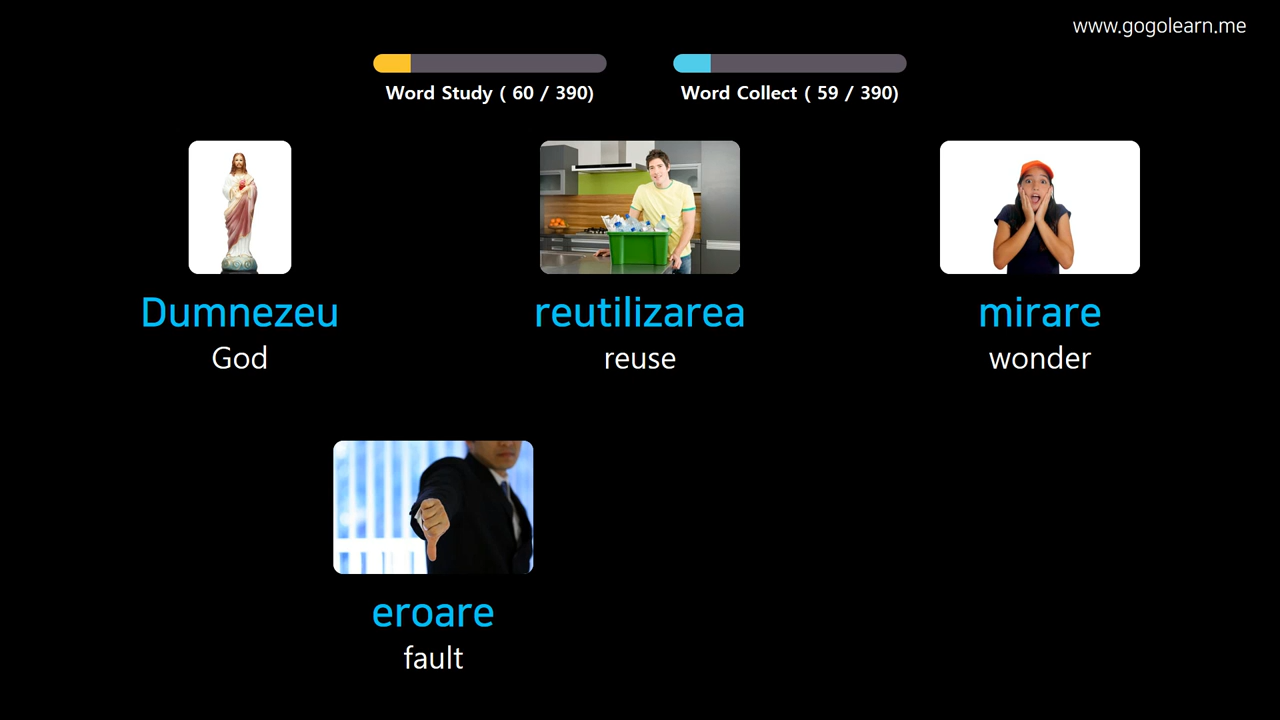 www.gogolearn.me
Word Study ( 60 / 390)
Word Collect ( 59 / 390)
Dumnezeu
God
reutilizarea
reuse
mirare
wonder
eroare
fault